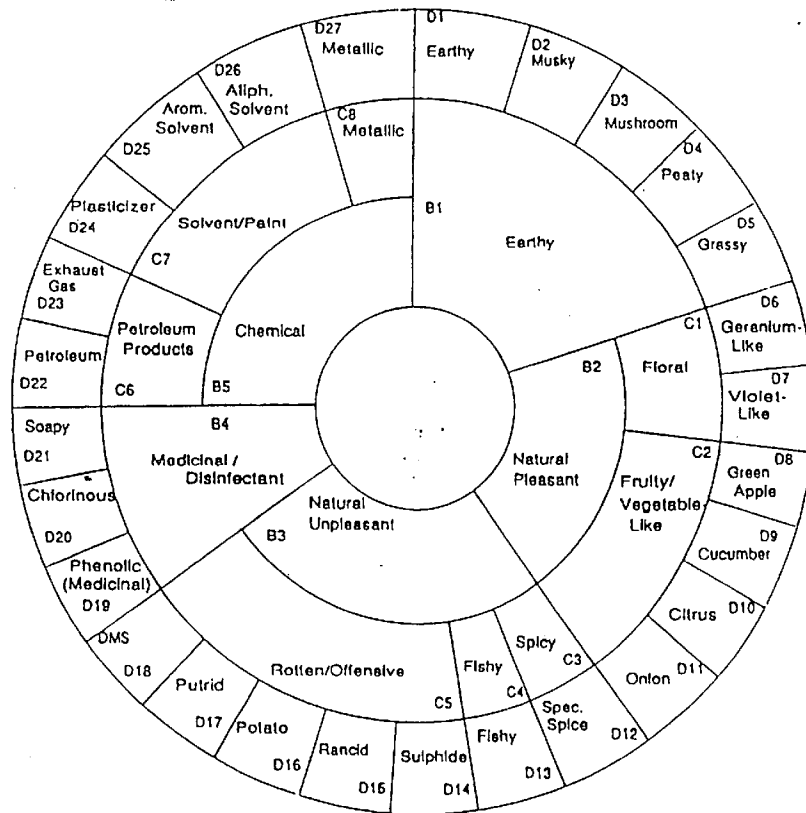 D1
Earthy
D2
Musky
D3
Mushroom
D4
Peaty
D5
Grassy
D6
Geranium-
Like
D7
Violet-
Like
D8
Green
Apple
D9
Cucumber
D10
Citrus
D11
Onion
D12
Spec.
Spice
D13
Fishy
D14
Sulphide
D15
Rancid
D16
Potato
D17
Putrid
D18
DMS
D19
Phenolic
(Medicinal)
D20
Chlorinous
D21
Soapy
D22
Petroleum
D23
Exhaust
Gas
D24
Plasticizer
D25
Arom.
Solvent
D26
Aliph.
Solvent
D27
Metallic
C1
Floral
C2
Fruity/
Vegetable
Like
C3
Spicy
C4
Fishy
C5
Rotten/Offensive
C6
Petroleum
Products
C7
Solvent/Paint
C8
Metallic
B1
Earthy
B2
Natural
Pleasant
B3
Natural
Unpleasant
B4
Medicinal /
Disinfectant
B5
Chemical